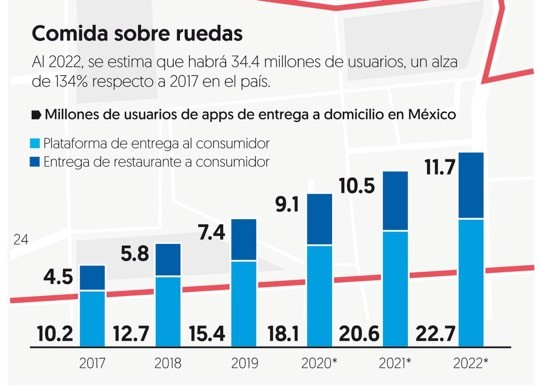 Comida sobre ruedas
Al 2022, se estima que habrá 34.4 millones de usuarios, un alza
de 134% respecto a 2017 en el país.
Millones de usuarios de apps de entrega a domicilio en México
Plataforma de entrega al consumidor
Entrega de restaurante a consumidor
11.7
10.5
9.1
7.4
24
5.8
4.5
10.2 12.7 15.4 18.1 20.6 22.7
2017 2018 2019 2020* 2021* 2022*